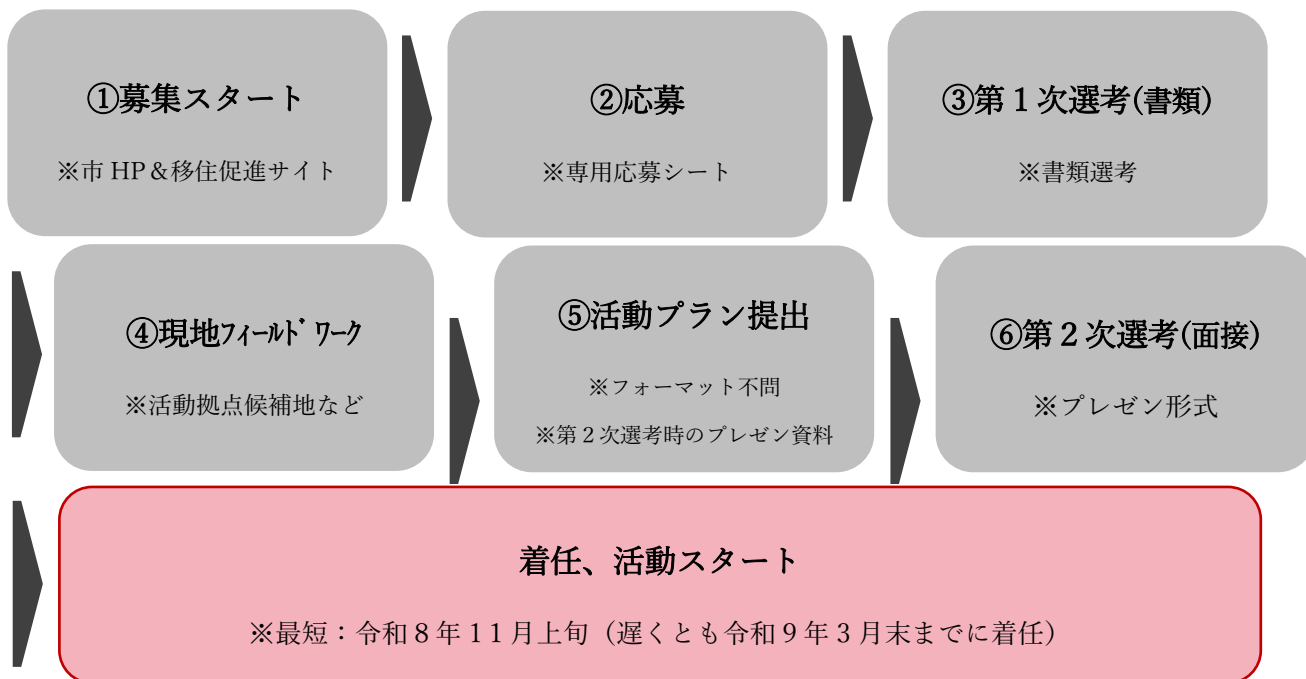 ①募集スタート
※市 HP＆移住促進サイト
②応募
※専用応募シート
③第１次選考(書類)
※書類選考
④現地ﾌｨｰﾙﾄﾞﾜｰｸ
※活動拠点候補地など
⑤活動プラン提出
※フォーマット不問
※第２次選考時のプレゼン資料
⑥第２次選考(面接)
※プレゼン形式
着任、活動スタート
※最短：令和８年１１月上旬（遅くとも令和９年３月末までに着任）